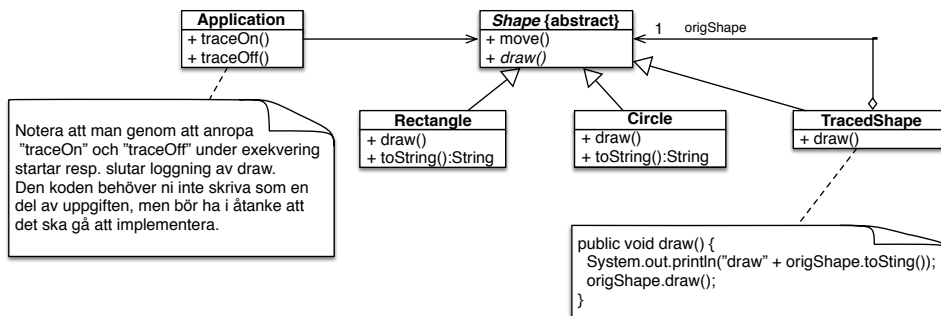 Application
+ traceOn()
+ traceOff()
Shape {abstract}
+ move()
+ draw()
1
origShape
Rectangle
+ draw()
+ toString():String
Circle
+ draw()
+ toString():String
TracedShape
+ draw()
Notera att man genom att anropa
”traceOn” och ”traceOff” under exekvering
startar resp. slutar loggning av draw.
Den koden behöver ni inte skriva som en
del av uppgiften, men bör ha i åtanke att
det ska gå att implementera.
public void draw() {
System.out.println(”draw” + origShape.toSting());
origShape.draw();
}